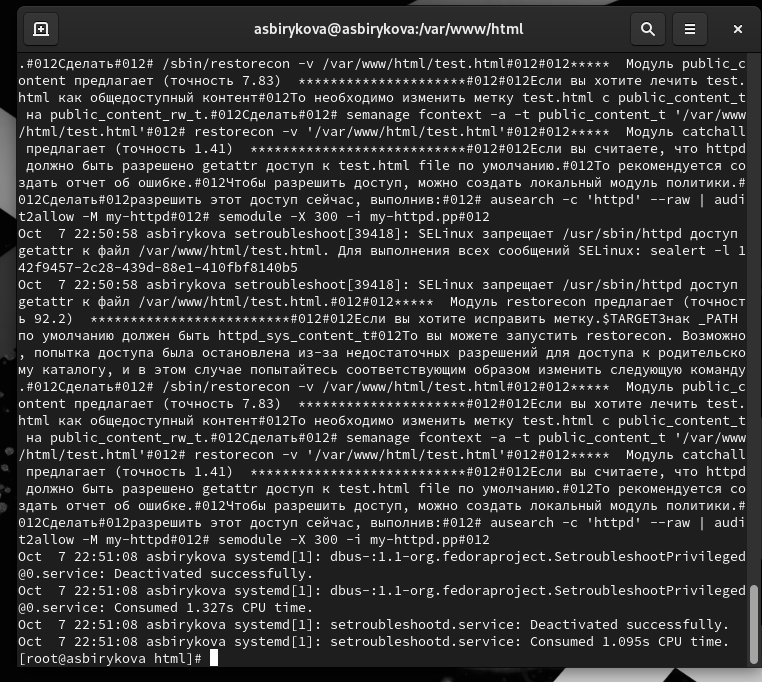 asbirykova@asbirykova:/var/www/html
.#012Сделать#012# /sbin/restorecon -v /var/www/html/test.html#012#012*****  Модуль public_c
ontent предлагает (точность 7.83)  *********************#012#012Если вы хотите лечить test.
html как общедоступный контент#012То необходимо изменить метку test.html с public_content_t
 на public_content_rw_t.#012Сделать#012# semanage fcontext -a -t public_content_t '/var/www
/html/test.html'#012# restorecon -v '/var/www/html/test.html'#012#012*****  Модуль catchall
 предлагает (точность 1.41)  **************************#012#012Если вы считаете, что httpd
 должно быть разрешено getattr доступ к test.html file по умолчанию.#012То рекомендуется со
здать отчет об ошибке.#012Чтобы разрешить доступ, можно создать локальный модуль политики.#
012Сделать#012разрешить этот доступ сейчас, выполнив:#012# ausearch -c 'httpd' --raw | audi
t2allow -M my-httpd#012# semodule -X 300 -i my-httpd.pp#012
Oct  7 22:50:58 asbirykova setroubleshoot[39418]: SELinux запрещает /usr/sbin/httpd доступ
getattr к файл /var/www/html/test.html. Для выполнения всех сообщений SELinux: sealert -l 1
42f9457-2c28-439d-88e1-410fbf8140b5
Oct  7 22:50:58 asbirykova setroubleshoot[39418]: SELinux запрещает /usr/sbin/httpd доступ
getattr к файл /var/www/html/test.html.#012#012*****  Модуль restorecon предлагает (точност
ь 92.2)  ************************#012#012Если вы хотите исправить метку.$TARGETЗнак _PATH
по умолчанию должен быть httpd_sys_content_t#012То вы можете запустить restorecon. Возможно
, попытка доступа была остановлена из-за недостаточных разрешений для доступа к родительско
му каталогу, и в этом случае попытайтесь соответствующим образом изменить следующую команду
.#012Сделать#012# /sbin/restorecon -v /var/www/html/test.html#012#012*****  Модуль public_c
ontent предлагает (точность 7.83)  *********************#012#012Если вы хотите лечить test.
html как общедоступный контент#012То необходимо изменить метку test.html с public_content_t
 на public_content_rw_t.#012Сделать#012# semanage fcontext -a -t public_content_t '/var/www
/html/test.html'#012# restorecon -v '/var/www/html/test.html'#012#012*****  Модуль catchall
 предлагает (точность 1.41)  **************************#012#012Если вы считаете, что httpd
 должно быть разрешено getattr доступ к test.html file по умолчанию.#012То рекомендуется со
здать отчет об ошибке.#012Чтобы разрешить доступ, можно создать локальный модуль политики.#
012Сделать#012разрешить этот доступ сейчас, выполнив:#012# ausearch -c 'httpd' --raw | audi
t2allow -M my-httpd#012# semodule -X 300 -i my-httpd.pp#012
Oct  7 22:51:08 asbirykova systemd[1]: dbus-:1.1-org.fedoraproject.SetroubleshootPrivileged
@0.service: Deactivated successfully.
Oct  7 22:51:08 asbirykova systemd[1]: dbus-:1.1-org.fedoraproject.SetroubleshootPrivileged
@0.service: Consumed 1.327s CPU time.
Oct  7 22:51:08 asbirykova systemd[1]: setroubleshootd.service: Deactivated successfully.
Oct  7 22:51:08 asbirykova systemd[1]: setroubleshootd.service: Consumed 1.095s CPU time.
[root@asbirykova html]#